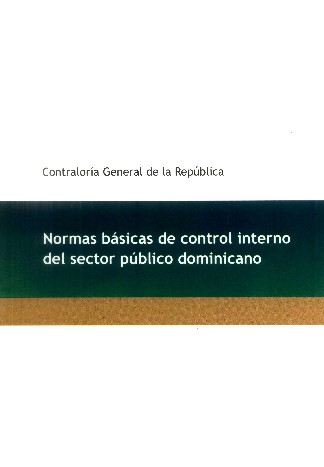 Contraloría General de la República
Normas básicas de control interno
del sector público dominicano